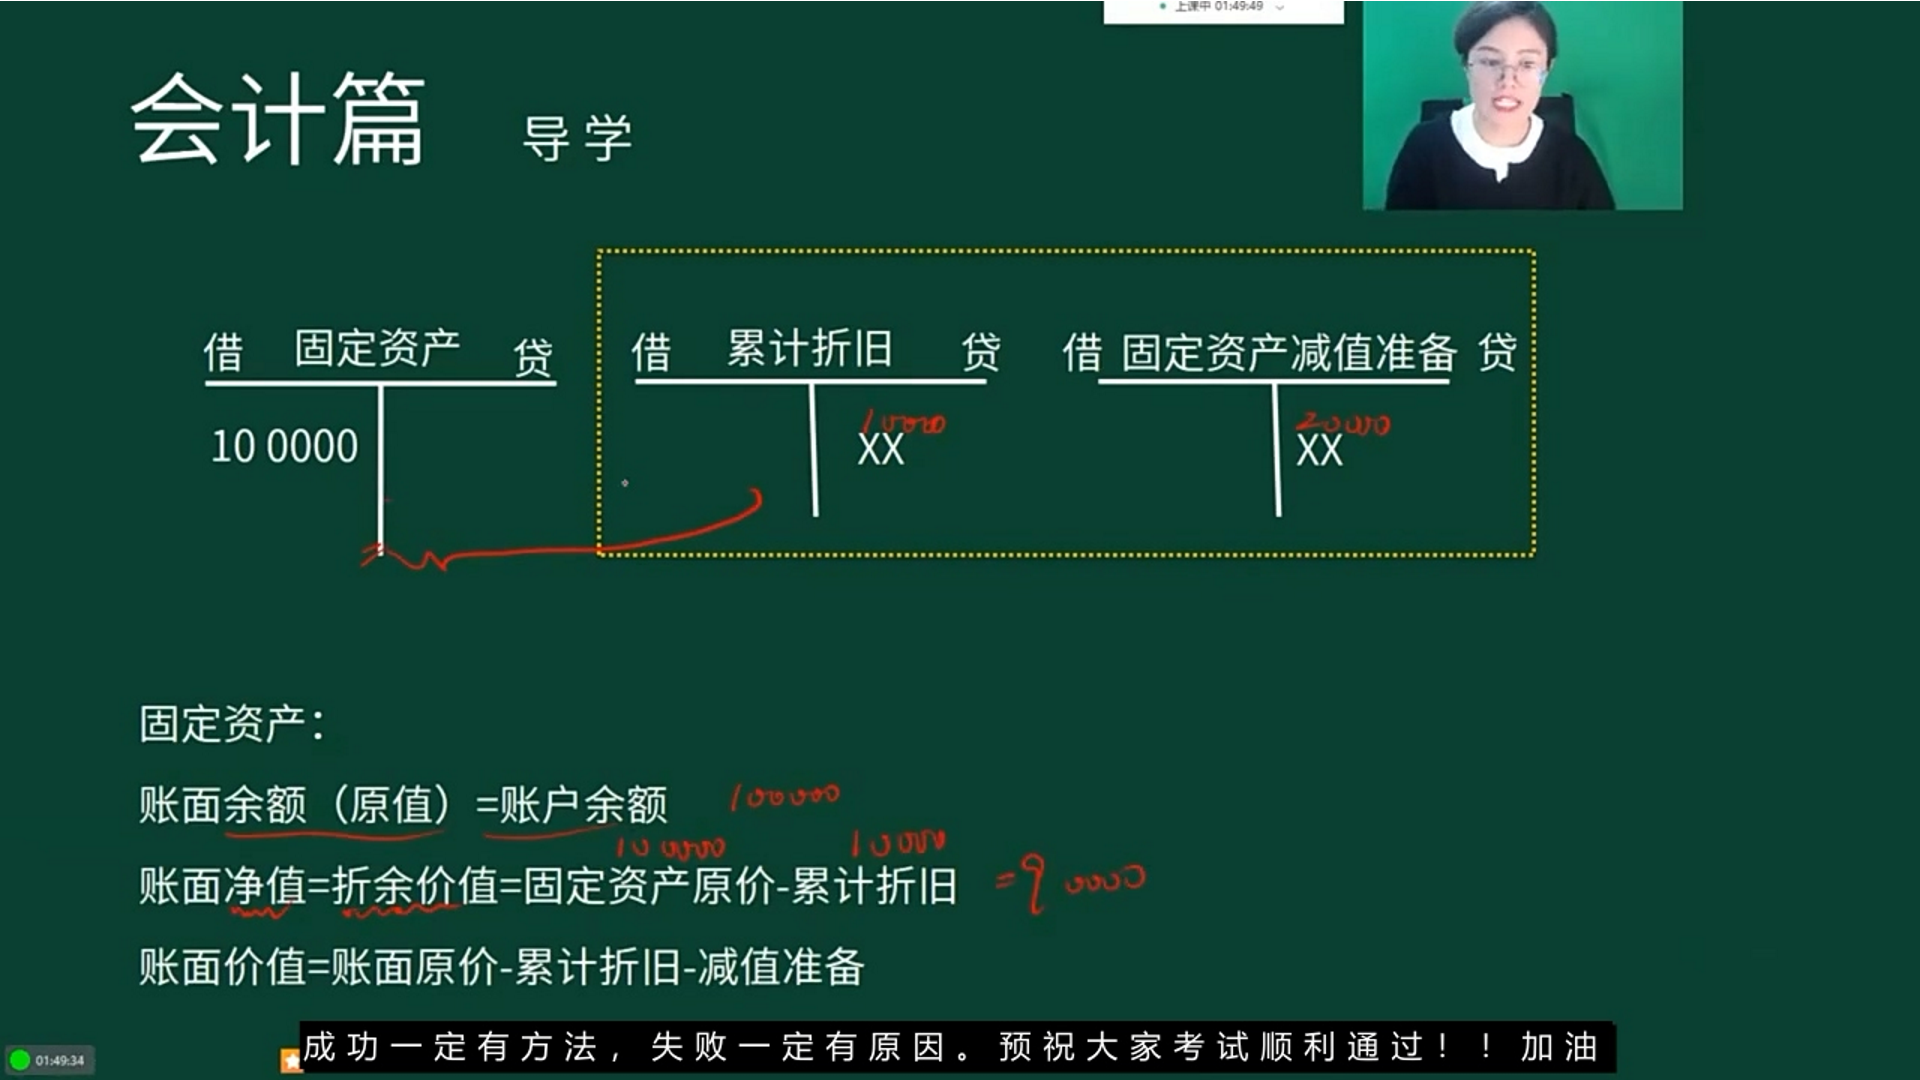 上课中 01:49:49
会计篇 导学
借 固定资产 贷 借 累计折旧 贷 借 固定资产减值准备 贷
10000 20000
10 0000 XX XX
固定资产：
账面余额（原值）=账户余额 100000
100000 10000
账面净值=折余价值=固定资产原价-累计折旧 =90000
账面价值=账面原价-累计折旧-减值准备
成功一定有方法，失败一定有原因。预祝大家考试顺利通过！！加油
01:49:34